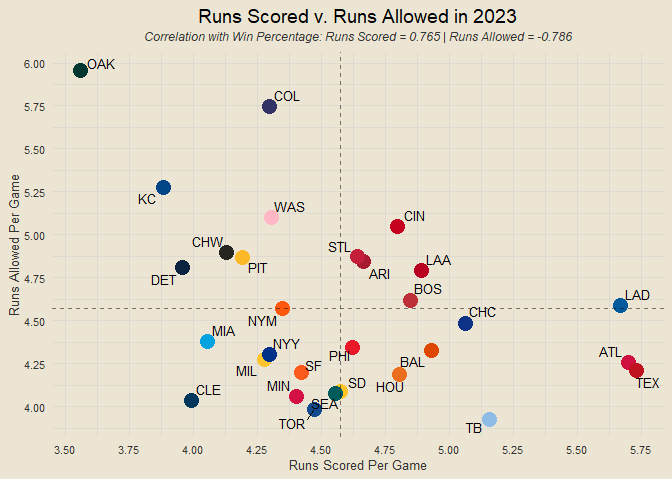 Runs Scored v. Runs Allowed in 2023
Correlation with Win Percentage: Runs Scored = 0.765 | Runs Allowed = -0.786
Runs Allowed Per Game
6.00
5.75
5.50
5.25
5.00
4.75
4.50
4.25
4.00
OAK
COL
KC
WAS
CIN
CHW
STL
PIT
LAA
ARI
DET
BOS
LAD
NYM
CHC
MIA
NYY
PHI
BAL
ATL
MIL
SF
TEX
MIN
SD
HOU
CLE
SEA
TOR
TB
3.50
3.75
4.00
4.25
4.50
4.75
5.00
5.25
5.50
5.75
Runs Scored Per Game